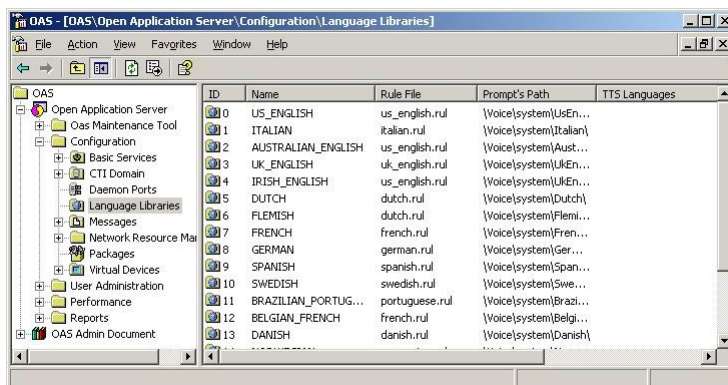 OAS - [OAS\Open Application Server\Configuration\Language Libraries]
File Action View Favorites Window Help
OAS
Open Application Server
Oas Maintenance Tool
Configuration
Basic Services
CTI Domain
Daemon Ports
Language Libraries
Messages
Network Resource Mar
Packages
Virtual Devices
User Administration
Performance
Reports
OAS Admin Document
ID Name Rule File Prompt's Path TTS Languages
0 US_ENGLISH us_english.rul \Voice\system\UsEn...
1 ITALIAN italian.rul \Voice\system\Italian\
2 AUSTRALIAN_ENGLISH us_english.rul \Voice\system\Aust...
3 UK_ENGLISH uk_english.rul \Voice\system\UkEn...
4 IRISH_ENGLISH us_english.rul \Voice\system\UkEn...
5 DUTCH dutch.rul \Voice\system\Dutch\
6 FLEMISH dutch.rul \Voice\system\Flemi...
7 FRENCH french.rul \Voice\system\Fren...
8 GERMAN german.rul \Voice\system\Ger...
9 SPANISH spanish.rul \Voice\system\Span...
10 SWEDISH swedish.rul \Voice\system\Swe...
11 BRAZILIAN_PORTUG... portuguese.rul \Voice\system\Brazi...
12 BELGIAN_FRENCH french.rul \Voice\system\Belgi...
13 DANISH danish.rul \Voice\system\Danish\